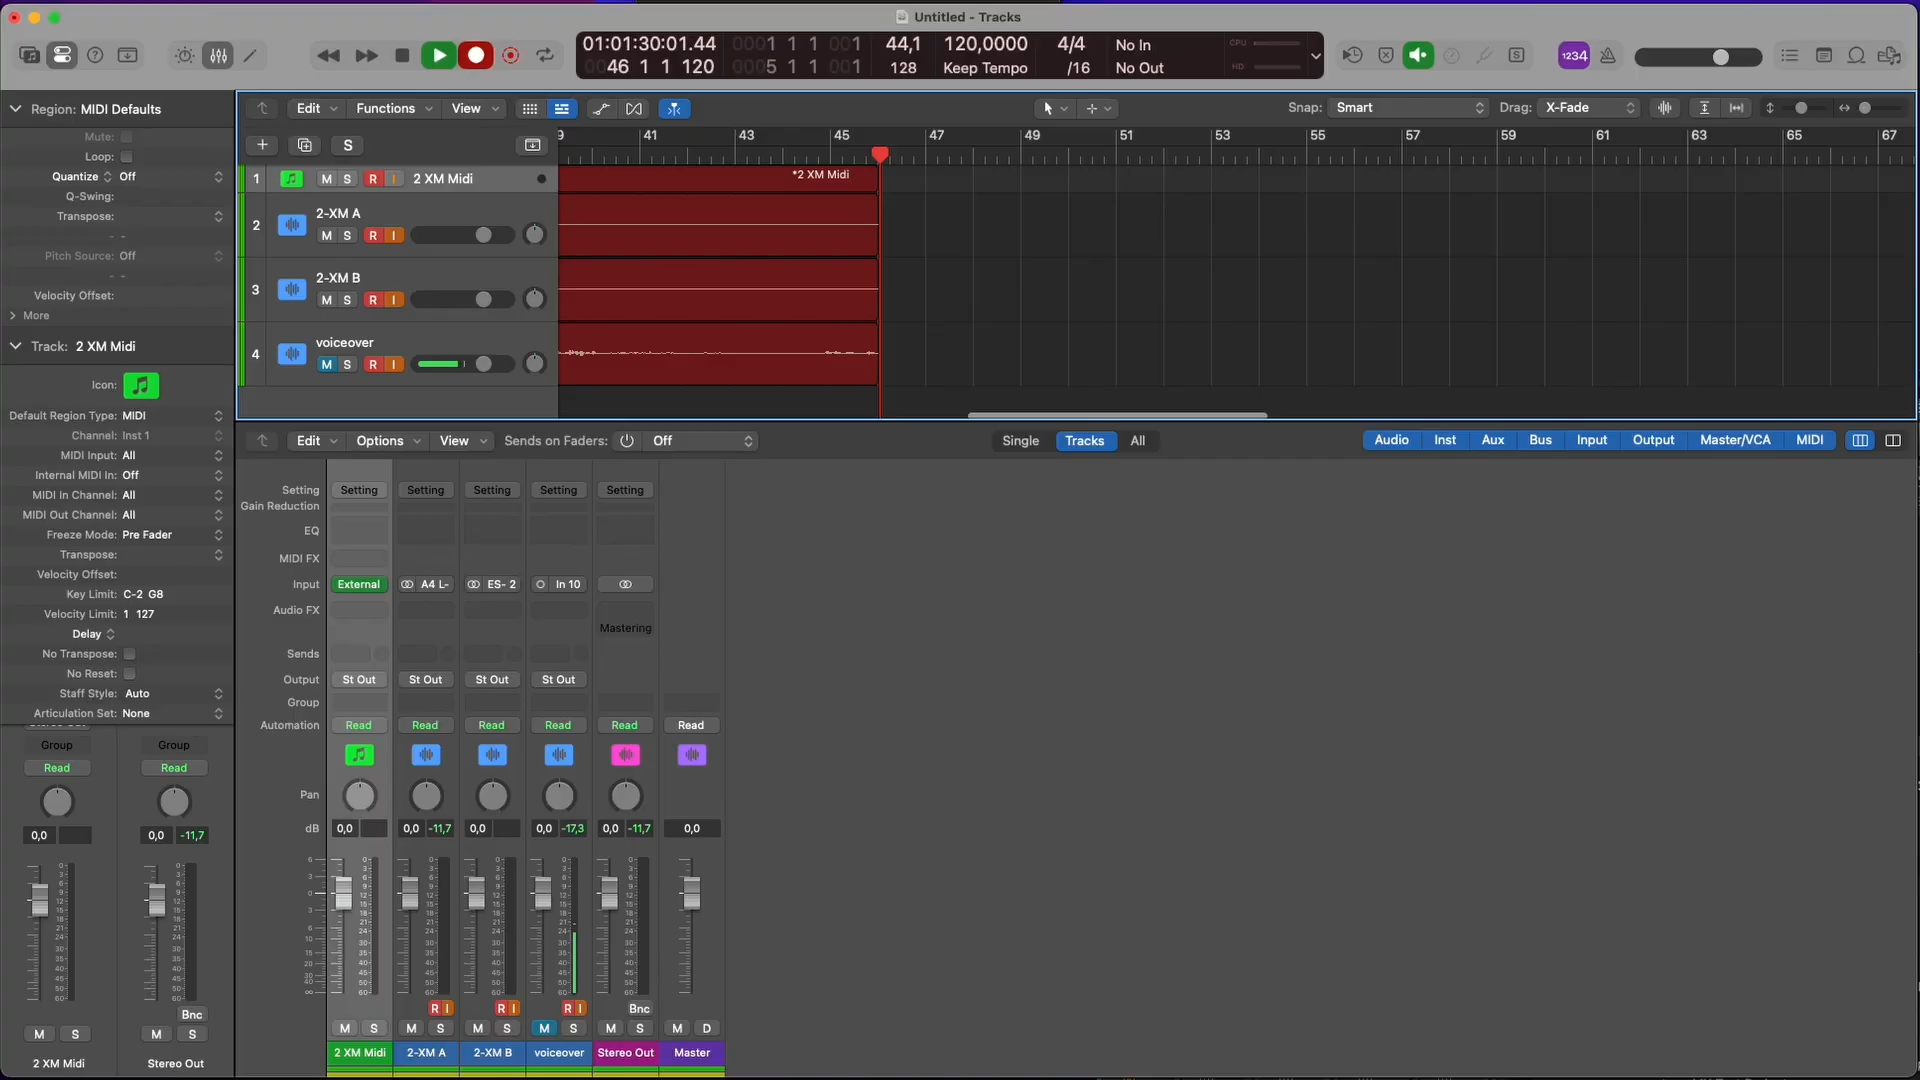 Untitled - Tracks
1234
01:01:30:01.44
0046 1 1 120
0001 1 1 001
0005 1 1 001
44,1
128
120,0000
Keep Tempo
4/4
/16
No In
No Out
CPU
HD
S
Region: MIDI Defaults
Mute:
Loop:
Quantize Off
Q-Swing:
Transpose:
Pitch Source: Off
Velocity Offset:
More
Track: 2 XM Midi
Icon:
Default Region Type: MIDI
Channel: Inst 1
MIDI Input: All
Internal MIDI In: Off
MIDI In Channel: All
MIDI Out Channel: All
Freeze Mode: Pre Fader
Transpose:
Velocity Offset:
Key Limit: C-2 G8
Velocity Limit: 1 127
Delay
No Transpose:
No Reset:
Staff Style: Auto
Articulation Set: None
Group Group
Read Read
0,0 0,0 -11,7
Bnc
M S M S
2 XM Midi Stereo Out
Edit Functions View Snap: Smart Drag: X-Fade
S
41 43 45 47 49 51 53 55 57 59 61 63 65 67
1 M S R I 2 XM Midi
*2 XM Midi
2 2-XM A
M S R I
3 2-XM B
M S R I
4 voiceover
M S R I
Edit Options View Sends on Faders: Off Single Tracks All Audio Inst Aux Bus Input Output Master/VCA MIDI
Setting Setting Setting Setting Setting Setting
Gain Reduction
EQ
MIDI FX
Input External A4 L- ES- 2 In 10
Audio FX
Mastering
Sends
Output St Out St Out St Out St Out
Group
Automation Read Read Read Read Read Read
Pan
dB 0,0 0,0 -11,7 0,0 0,0 -17,3 0,0 -11,7 0,0
R I R I R I Bnc
M S M S M S M S M S M D
2 XM Midi 2-XM A 2-XM B voiceover Stereo Out Master